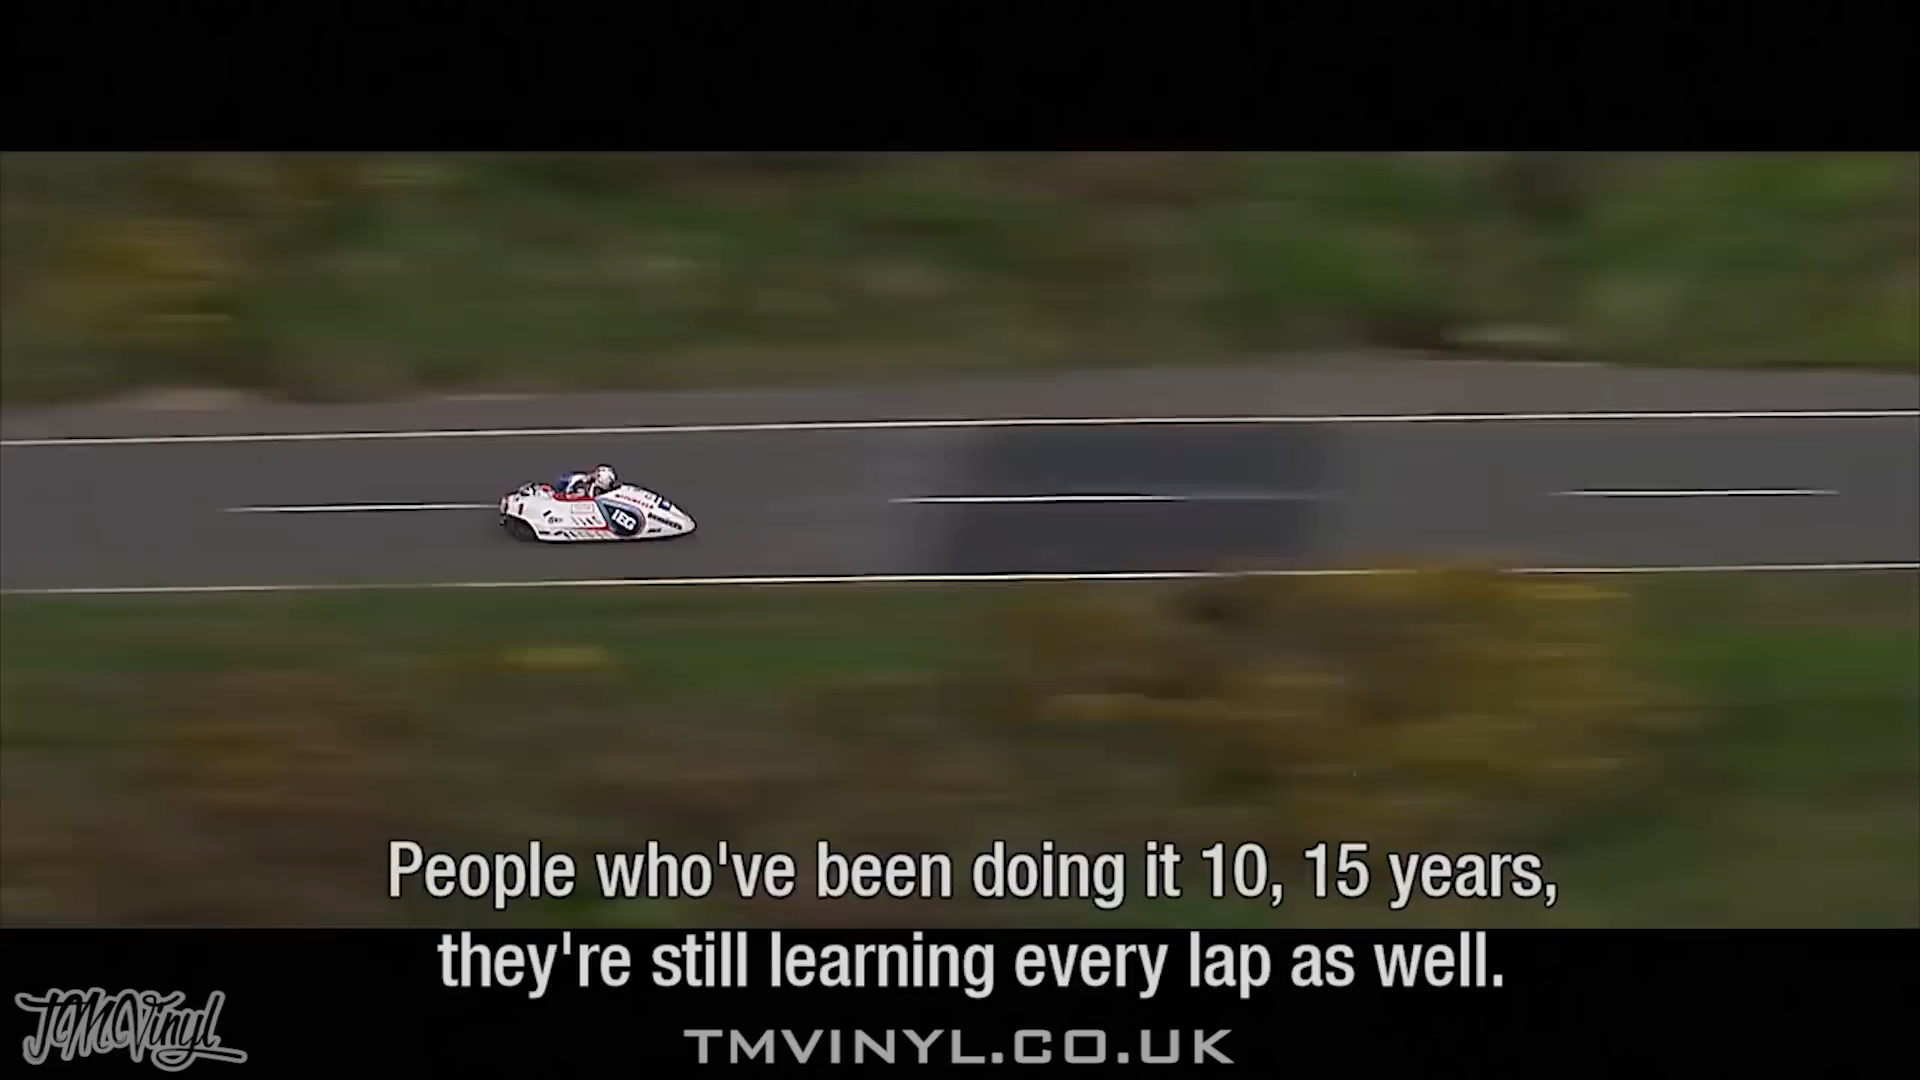 IEG
People who've been doing it 10, 15 years,
they're still learning every lap as well.
TMVinyl
TMVINYL.CO.UK